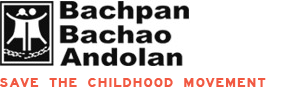 Bachpan
Bachao
Andolan
SAVE THE CHILDHOOD MOVEMENT